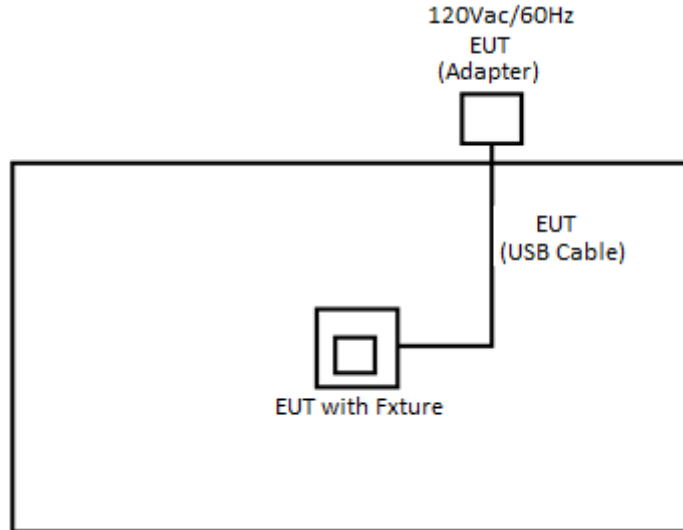 120Vac/60Hz
EUT
(Adapter)
EUT
(USB Cable)
EUT with Fxture